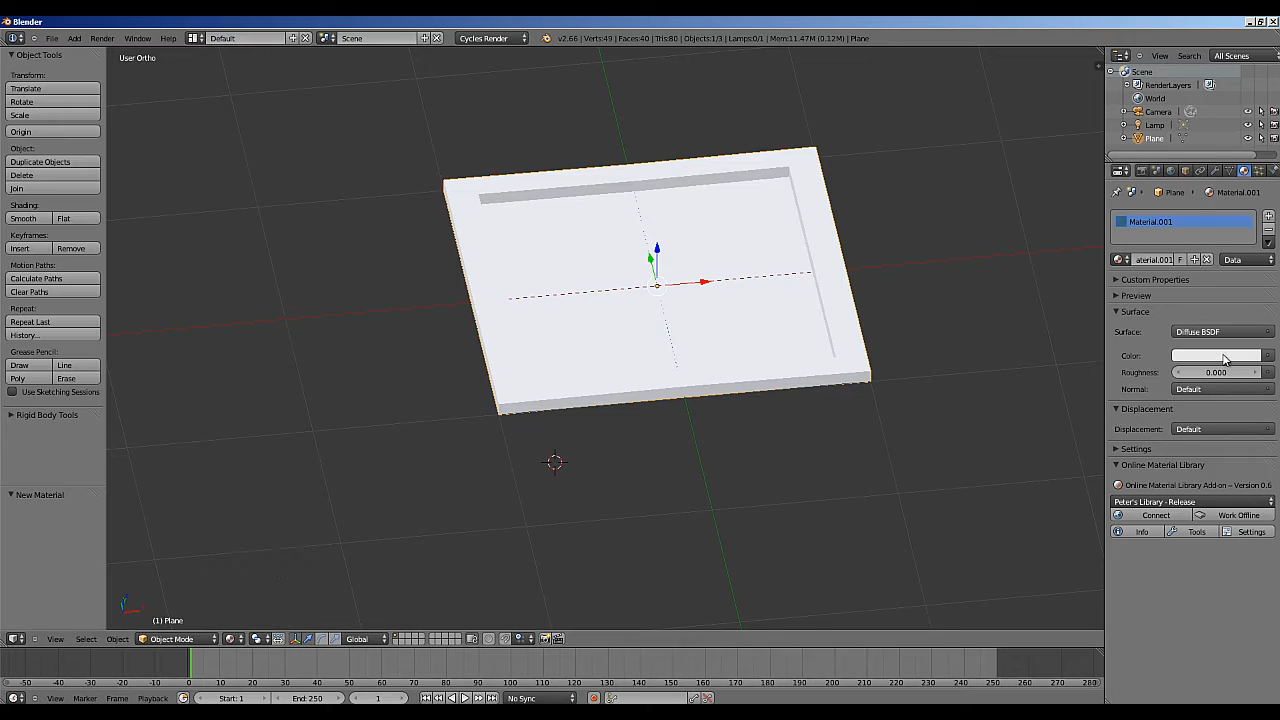 Blender
File Add Render Window Help Default Scene Cycles Render v2.66 | Verts:49 | Faces:40 | Tris:80 | Objects:1/3 | Lamps:0/1 | Mem:11.47M (0.12M) | Plane
Object Tools
Transform:
Translate
Rotate
Scale
Origin
Object:
Duplicate Objects
Delete
Join
Shading:
Smooth Flat
Keyframes:
Insert Remove
Motion Paths:
Calculate Paths
Clear Paths
Repeat:
Repeat Last
History...
Grease Pencil:
Draw Line
Poly Erase
Use Sketching Sessions
Rigid Body Tools
New Material
User Ortho
(1) Plane
View Select Object Object Mode Global
-50 -40 -30 -20 -10 0 10 20 30 40 50 60 70 80 90 100 110 120 130 140 150 160 170 180 190 200 210 220 230 240 250 260 270 280
View Marker Frame Playback Start: 1 End: 250 1 No Sync
View Search All Scenes
Scene
RenderLayers
World
Camera
Lamp
Plane
Plane Material.001
Material.001
aterial.001 F Data
Custom Properties
Preview
Surface
Surface: Diffuse BSDF
Color:
Roughness: 0.000
Normal: Default
Displacement
Displacement: Default
Settings
Online Material Library
Online Material Library Add-on -- Version 0.6
Peter's Library - Release
Connect Work Offline
Info Tools Settings